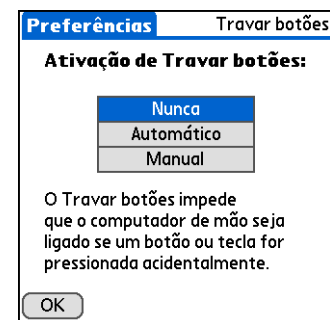 Preferências Travar botões
Ativação de Travar botões:
Nunca
Automático
Manual
O Travar botões impede
que o computador de mão seja
ligado se um botão ou tecla for
pressionada acidentalmente.
OK